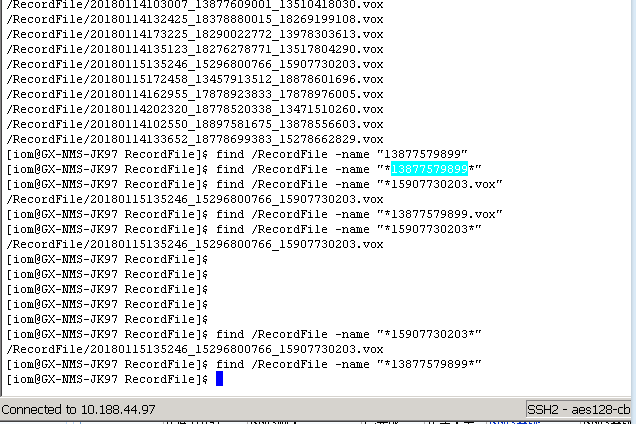 /RecordFile/20180114103007_13877609001_13510418030.vox
/RecordFile/20180114132425_18378880015_18269199108.vox
/RecordFile/20180114173225_18290022772_13978303613.vox
/RecordFile/20180114135123_18276278771_13517804290.vox
/RecordFile/20180115135246_15296800766_15907730203.vox
/RecordFile/20180115172458_13457913512_18878601696.vox
/RecordFile/20180114162955_17878923833_17878976005.vox
/RecordFile/20180114202320_18778520338_13471510260.vox
/RecordFile/20180114102550_18897581675_13878556603.vox
/RecordFile/20180114133652_18778699383_15278662829.vox
[iom@GX-NMS-JK97 RecordFile]$ find /RecordFile -name "13877579899"
[iom@GX-NMS-JK97 RecordFile]$ find /RecordFile -name "*13877579899*"
[iom@GX-NMS-JK97 RecordFile]$ find /RecordFile -name "*15907730203.vox"
/RecordFile/20180115135246_15296800766_15907730203.vox
[iom@GX-NMS-JK97 RecordFile]$ find /RecordFile -name "*13877579899.vox"
[iom@GX-NMS-JK97 RecordFile]$ find /RecordFile -name "*15907730203*"
/RecordFile/20180115135246_15296800766_15907730203.vox
[iom@GX-NMS-JK97 RecordFile]$
[iom@GX-NMS-JK97 RecordFile]$
[iom@GX-NMS-JK97 RecordFile]$
[iom@GX-NMS-JK97 RecordFile]$
[iom@GX-NMS-JK97 RecordFile]$ find /RecordFile -name "*15907730203*"
/RecordFile/20180115135246_15296800766_15907730203.vox
[iom@GX-NMS-JK97 RecordFile]$ find /RecordFile -name "*13877579899*"
[iom@GX-NMS-JK97 RecordFile]$
Connected to 10.188.44.97
SSH2 - aes128-cb